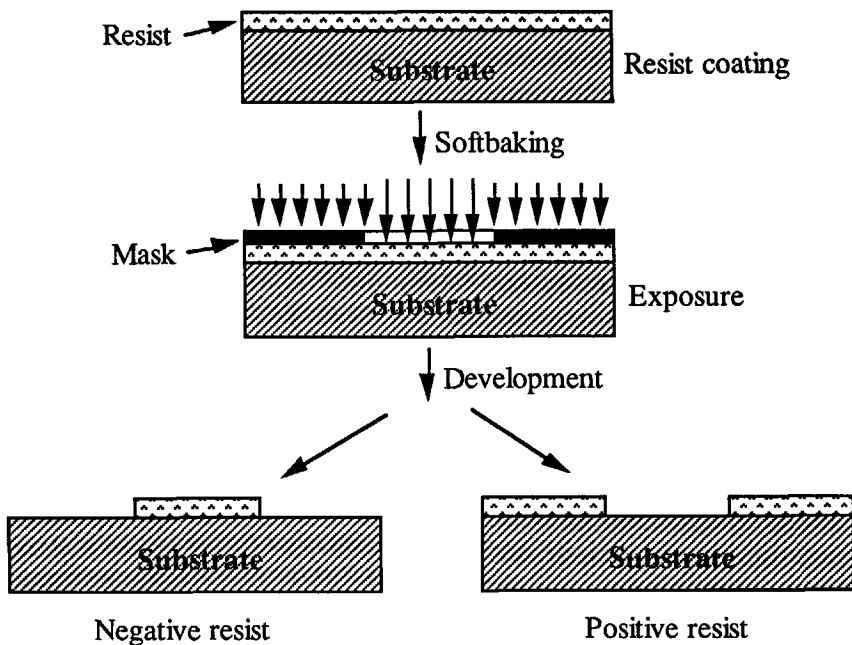 Resist
Substrate
Resist coating
Softbaking
Mask
Substrate
Exposure
Development
Substrate
Substrate
Negative resist
Positive resist